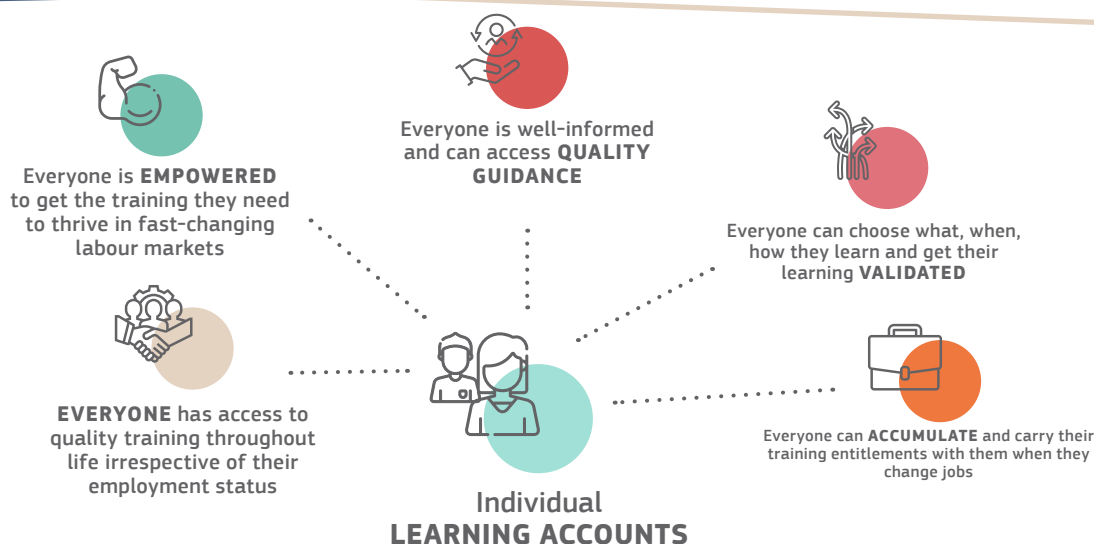 Everyone is well-informed
and can access QUALITY
GUIDANCE
Everyone is EMPOWERED
to get the training they need
to thrive in fast-changing
labour markets
Everyone can choose what, when,
how they learn and get their
learning VALIDATED
EVERYONE has access to
quality training throughout
life irrespective of their
employment status
Everyone can ACCUMULATE and carry their
training entitlements with them when they
change jobs
Individual
LEARNING ACCOUNTS